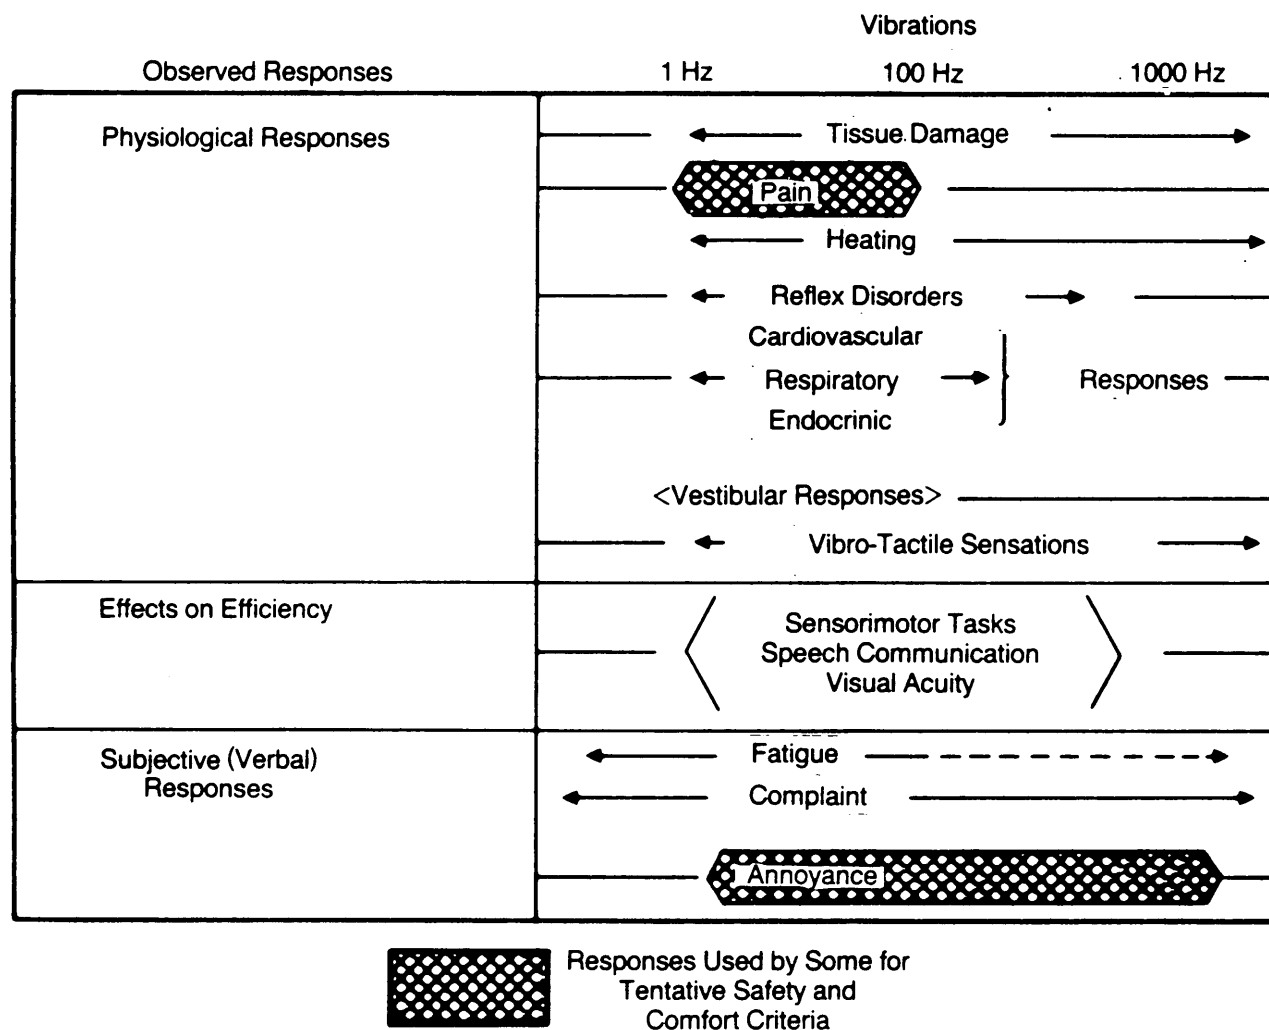 Vibrations
Observed Responses 1 Hz 100 Hz 1000 Hz
Physiological Responses
Tissue Damage
Pain
Heating
Reflex Disorders
Cardiovascular
Respiratory Responses
Endocrinic
<Vestibular Responses>
Vibro-Tactile Sensations
Effects on Efficiency
Sensorimotor Tasks
Speech Communication
Visual Acuity
Subjective (Verbal)
Responses
Fatigue
Complaint
Annoyance
Responses Used by Some for
Tentative Safety and
Comfort Criteria